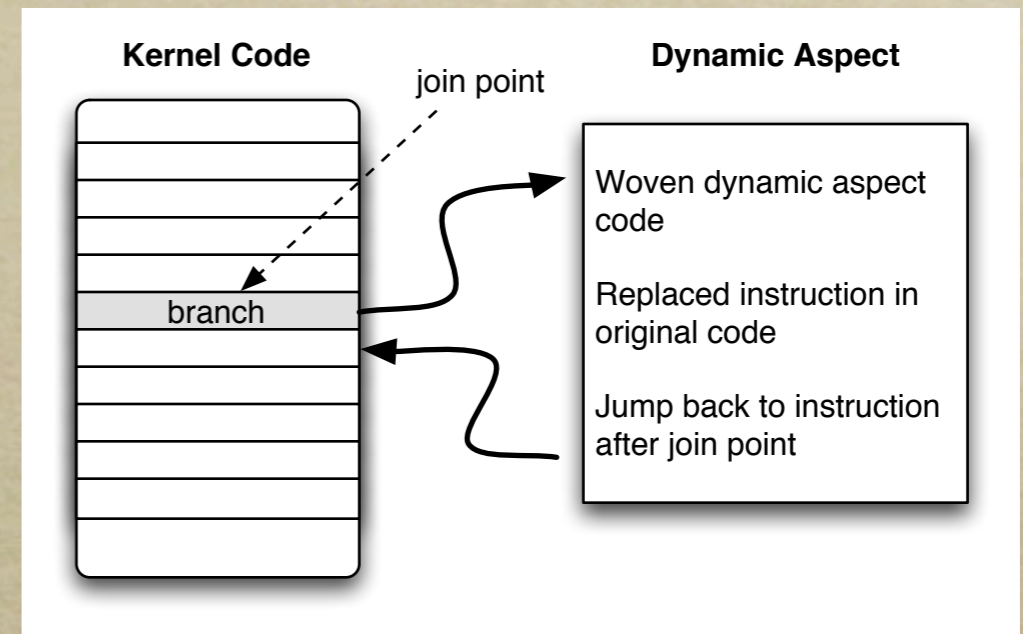 Kernel Code
join point
Dynamic Aspect
branch
Woven dynamic aspect
code
Replaced instruction in
original code
Jump back to instruction
after join point